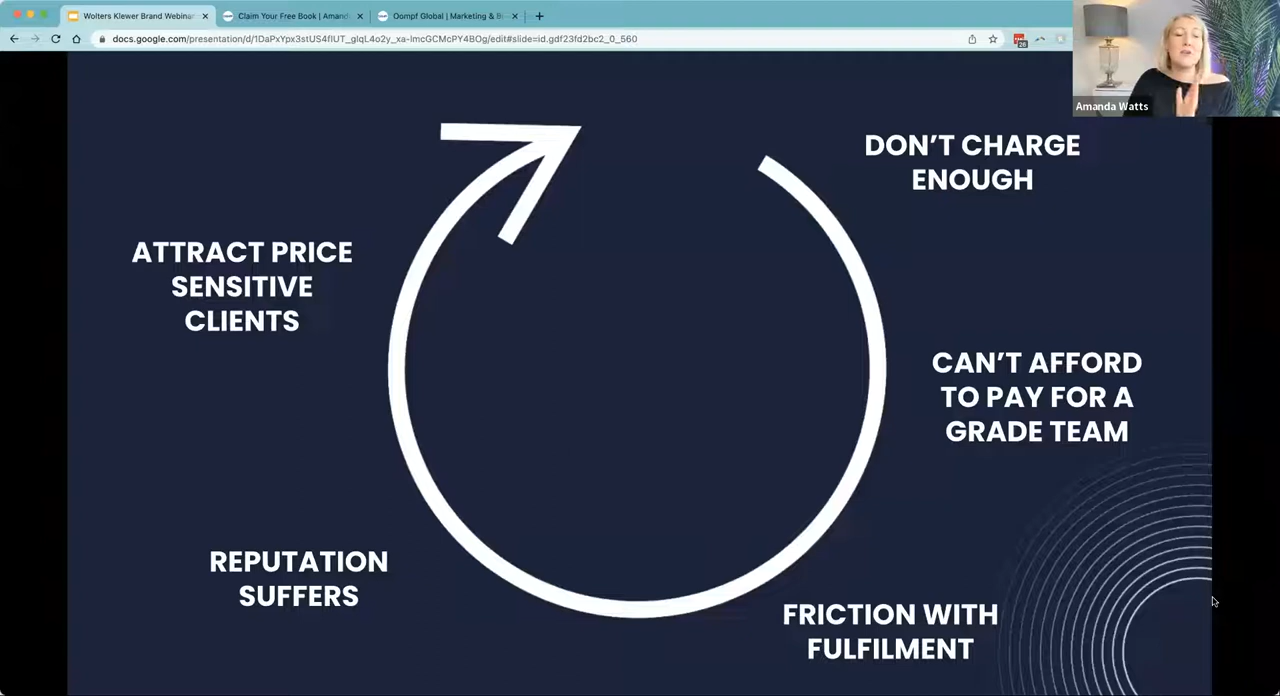 Wolters Klewer Brand Webinar
Claim Your Free Book | Amand
Oompf Global | Marketing & B
docs.google.com/presentation/d/1DaPxYpx3stUS4fIUT_glqL4o2y_xa-lmcGCMcPY4BOg/edit#slide=id.gdf23fd2bc2_0_560
Amanda Watts
DON'T CHARGE
ENOUGH
CAN'T AFFORD
TO PAY FOR A
GRADE TEAM
FRICTION WITH
FULFILMENT
REPUTATION
SUFFERS
ATTRACT PRICE
SENSITIVE
CLIENTS